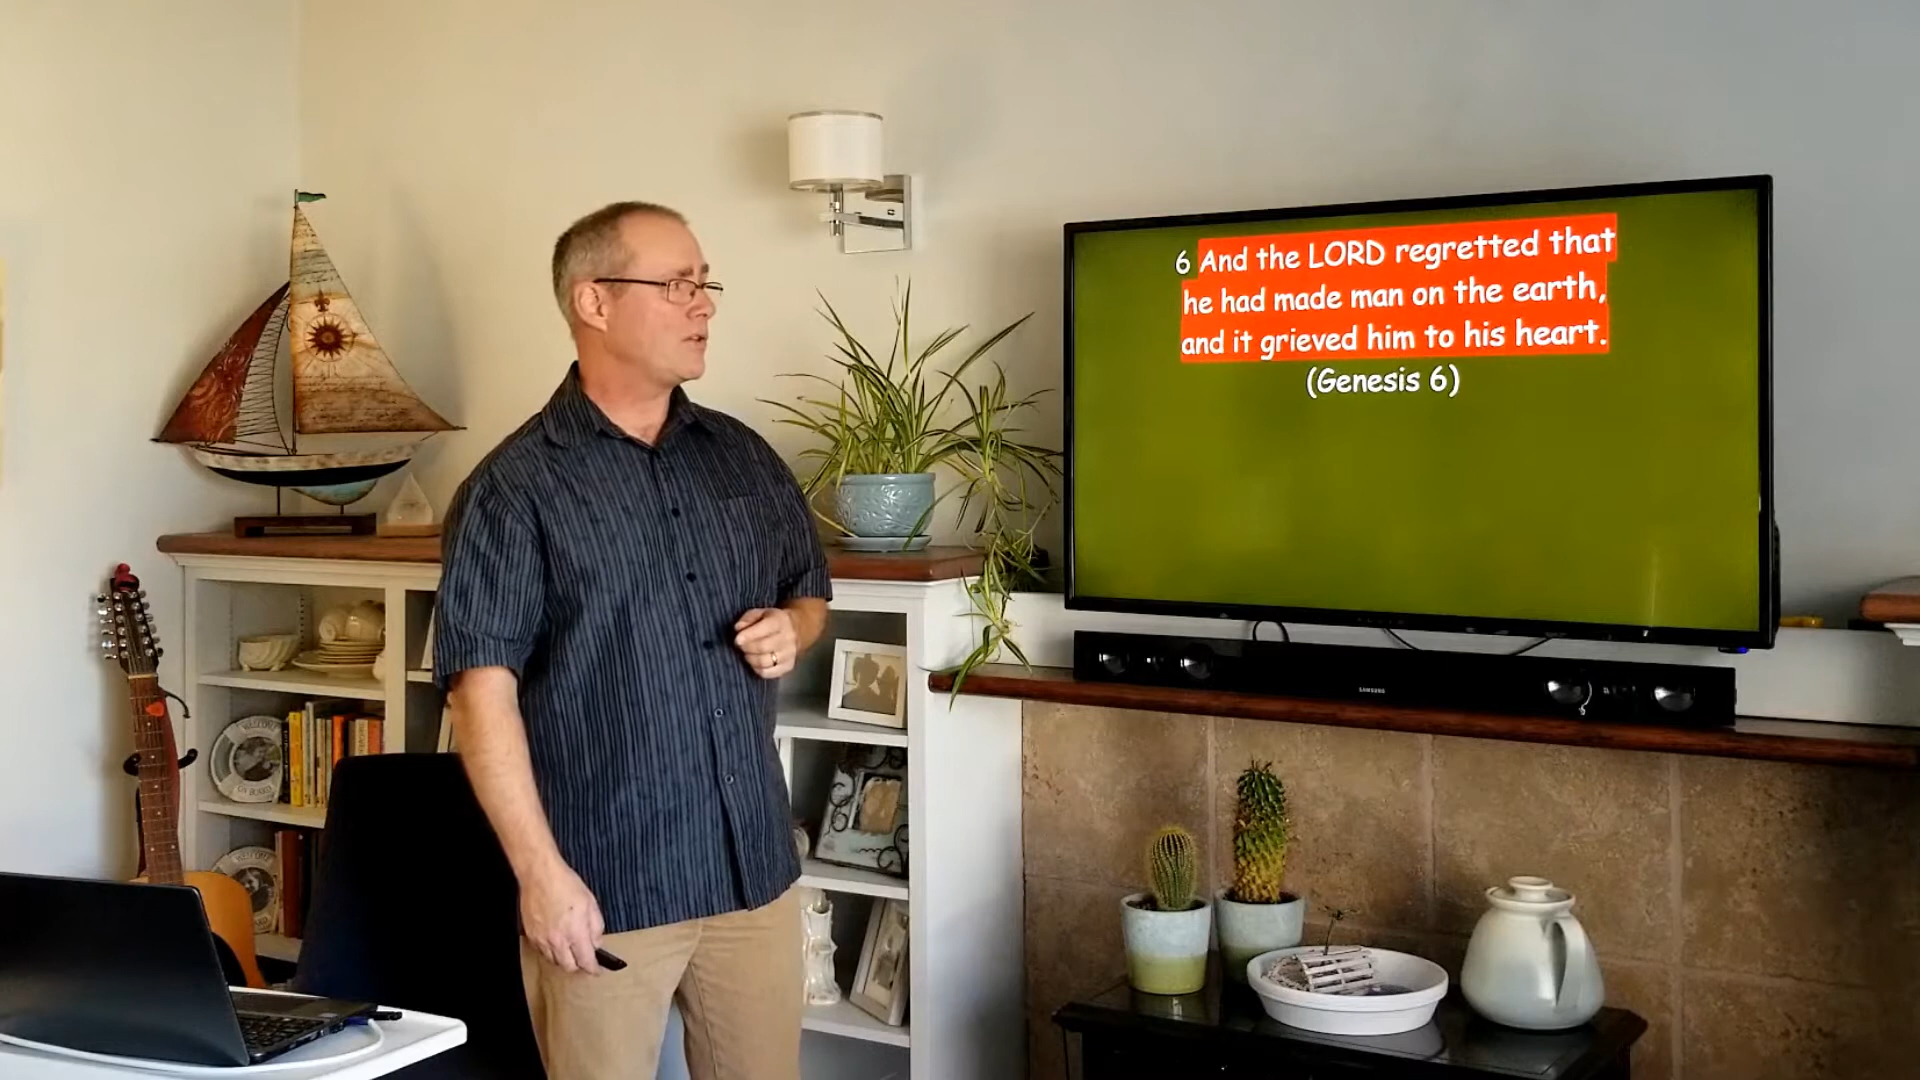 6 And the LORD regretted that
he had made man on the earth,
and it grieved him to his heart.
(Genesis 6)
SAMSUNG